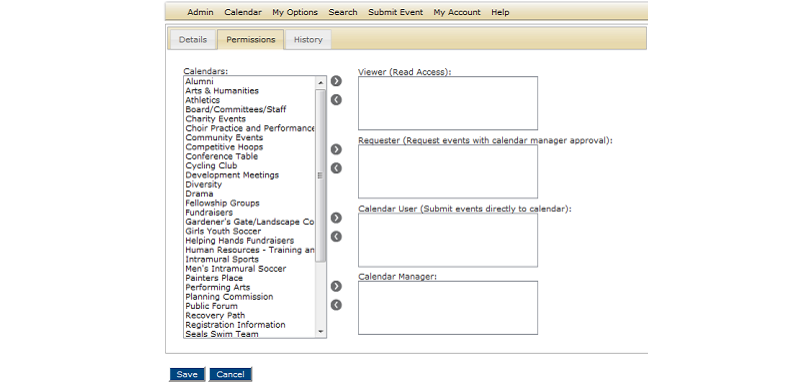 Admin Calendar My Options Search Submit Event My Account Help
Details Permissions History
Calendars:
Alumni
Arts & Humanities
Athletics
Board/Committees/Staff
Charity Events
Choir Practice and Performance
Community Events
Competitive Hoops
Conference Table
Cycling Club
Development Meetings
Diversity
Drama
Fellowship Groups
Fundraisers
Gardener's Gate/Landscape Co
Girls Youth Soccer
Helping Hands Fundraisers
Human Resources - Training an
Intramural Sports
Men's Intramural Soccer
Painters Place
Performing Arts
Planning Commission
Public Forum
Recovery Path
Registration Information
Seals Swim Team
Viewer (Read Access):
Requester (Request events with calendar manager approval):
Calendar User (Submit events directly to calendar):
Calendar Manager:
Save Cancel